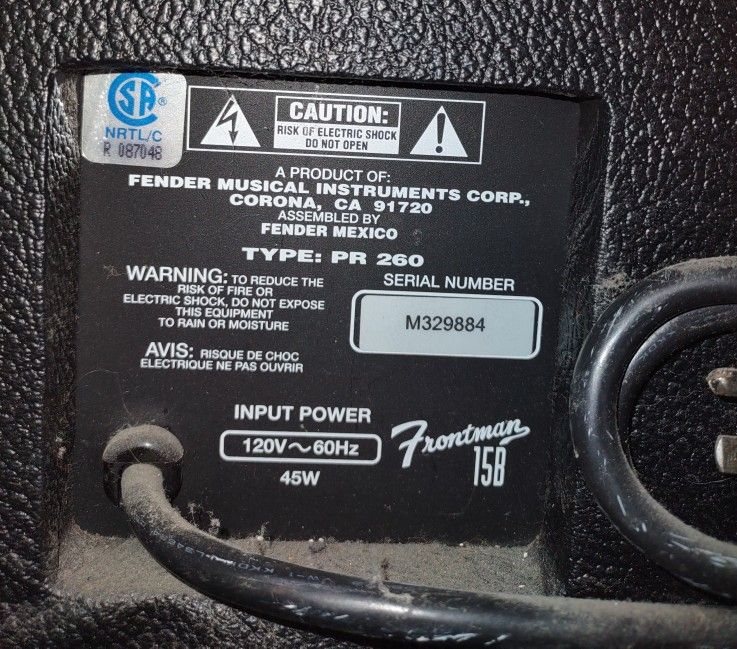 SA®
NRTL/C
R 087048
CAUTION:
RISK OF ELECTRIC SHOCK
DO NOT OPEN
A PRODUCT OF:
FENDER MUSICAL INSTRUMENTS CORP.,
CORONA, CA 91720
ASSEMBLED BY
FENDER MEXICO
TYPE: PR 260
WARNING: TO REDUCE THE
RISK OF FIRE OR
ELECTRIC SHOCK, DO NOT EXPOSE
THIS EQUIPMENT
TO RAIN OR MOISTURE
AVIS: RISQUE DE CHOC
ELECTRIQUE NE PAS OUVRIR
SERIAL NUMBER
M329884
INPUT POWER
120V~60Hz
45W
Frontman
15B